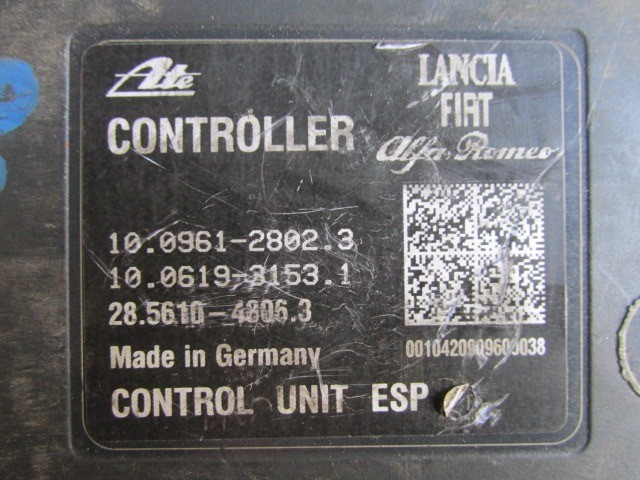 Ate
LANCIA
FIAT
CONTROLLER
Alfa Romeo
10.0961-2802.3
10.0619-3153.1
28.5610-4806.3
Made in Germany
CONTROL UNIT ESP